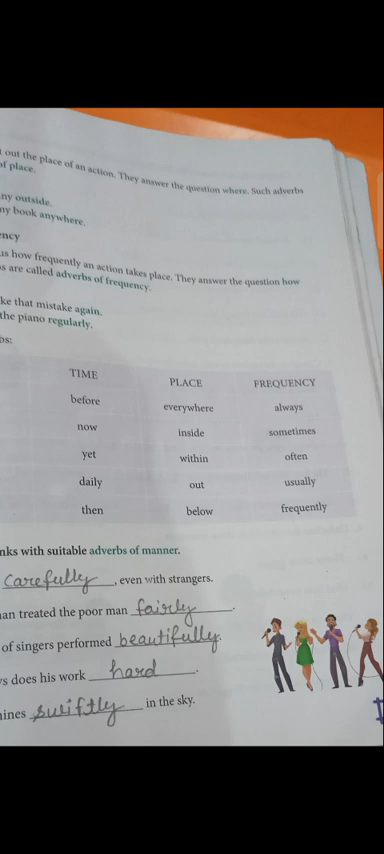 t out the place of an action. They answer the question where. Such adverbs
of place.
ny outside.
ny book anywhere.
ency
us how frequently an action takes place. They answer the question how
s are called adverbs of frequency.
ke that mistake again.
the piano regularly.
bs:
TIME PLACE FREQUENCY
before everywhere always
now inside sometimes
yet within often
daily out usually
then below frequently
nks with suitable adverbs of manner.
carefully, even with strangers.
nan treated the poor man fairly.
of singers performed beautifully.
ys does his work hard.
hines swiftly in the sky.